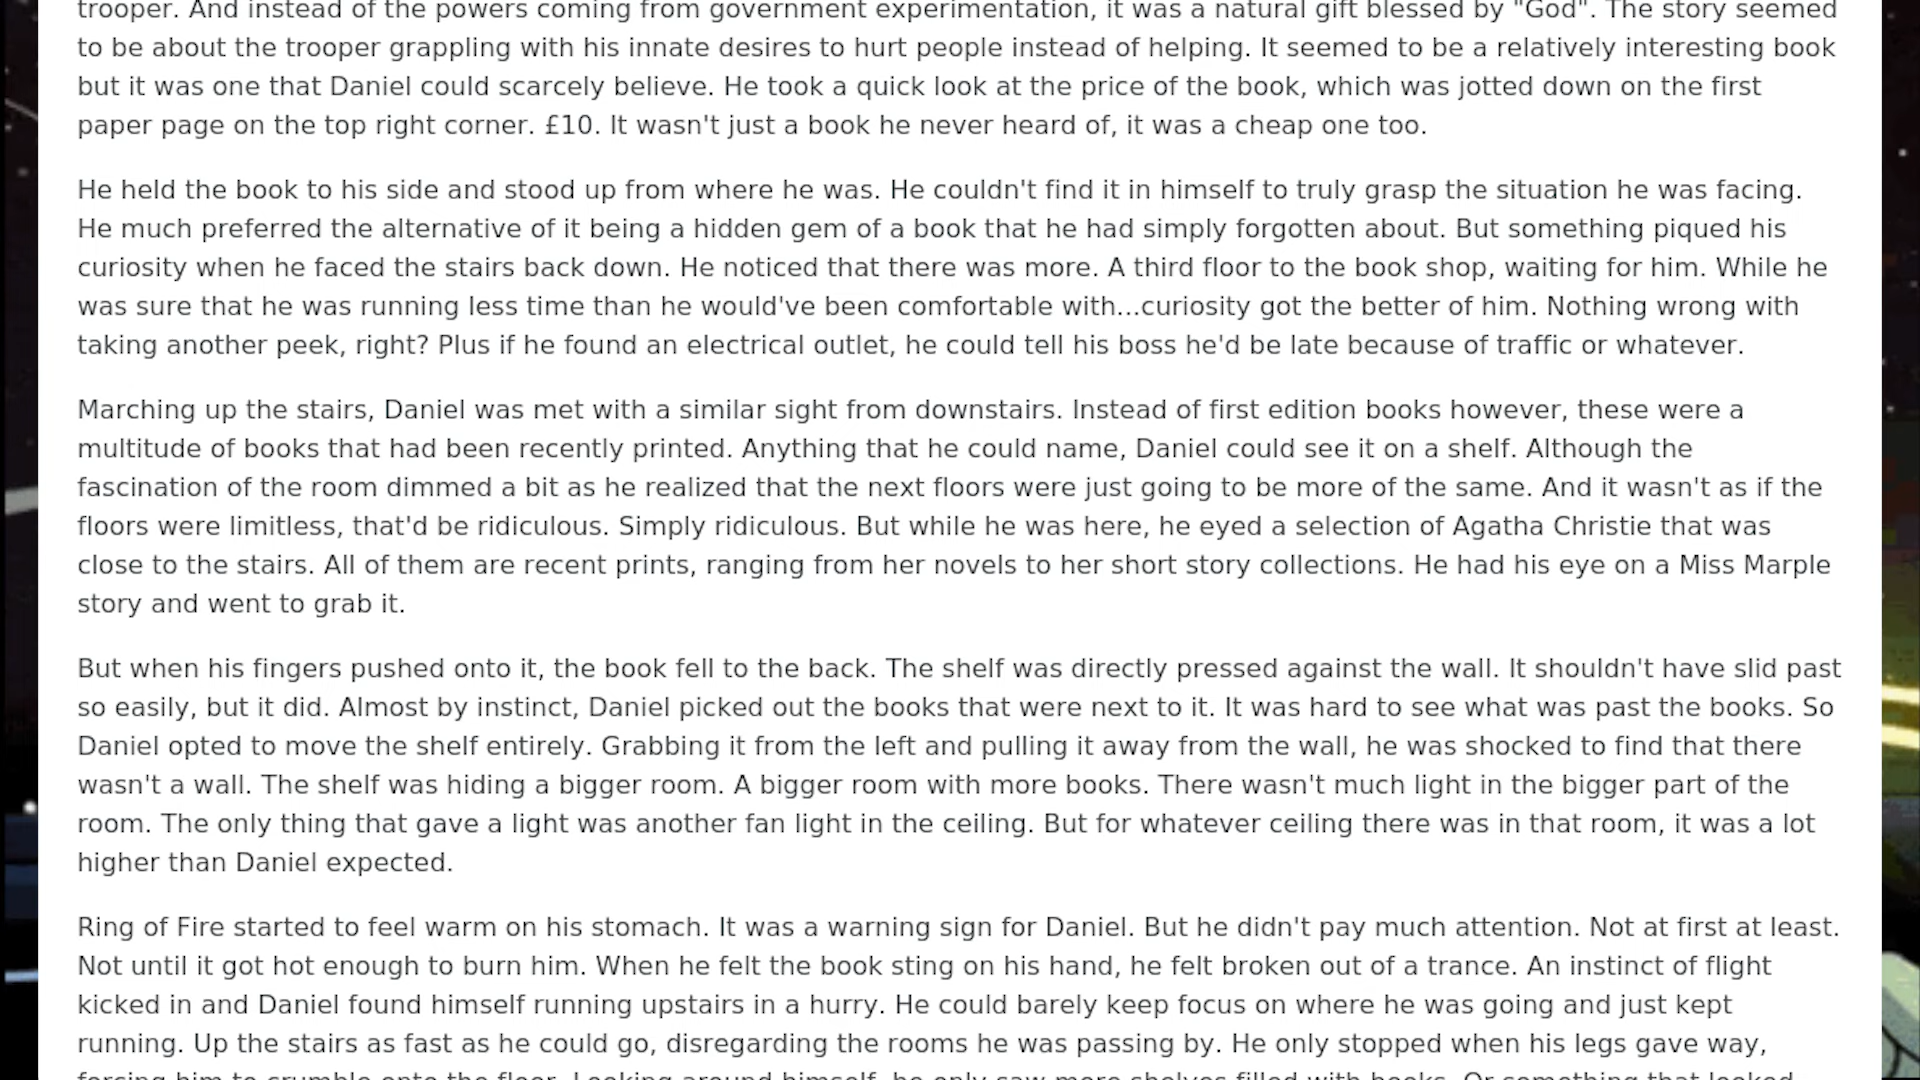 trooper. And instead of the powers coming from government experimentation, it was a natural gift blessed by "God". The story seemed
to be about the trooper grappling with his innate desires to hurt people instead of helping. It seemed to be a relatively interesting book
but it was one that Daniel could scarcely believe. He took a quick look at the price of the book, which was jotted down on the first
paper page on the top right corner. £10. It wasn't just a book he never heard of, it was a cheap one too.
He held the book to his side and stood up from where he was. He couldn't find it in himself to truly grasp the situation he was facing.
He much preferred the alternative of it being a hidden gem of a book that he had simply forgotten about. But something piqued his
curiosity when he faced the stairs back down. He noticed that there was more. A third floor to the book shop, waiting for him. While he
was sure that he was running less time than he would've been comfortable with...curiosity got the better of him. Nothing wrong with
taking another peek, right? Plus if he found an electrical outlet, he could tell his boss he'd be late because of traffic or whatever.
Marching up the stairs, Daniel was met with a similar sight from downstairs. Instead of first edition books however, these were a
multitude of books that had been recently printed. Anything that he could name, Daniel could see it on a shelf. Although the
fascination of the room dimmed a bit as he realized that the next floors were just going to be more of the same. And it wasn't as if the
floors were limitless, that'd be ridiculous. Simply ridiculous. But while he was here, he eyed a selection of Agatha Christie that was
close to the stairs. All of them are recent prints, ranging from her novels to her short story collections. He had his eye on a Miss Marple
story and went to grab it.
But when his fingers pushed onto it, the book fell to the back. The shelf was directly pressed against the wall. It shouldn't have slid past
so easily, but it did. Almost by instinct, Daniel picked out the books that were next to it. It was hard to see what was past the books. So
Daniel opted to move the shelf entirely. Grabbing it from the left and pulling it away from the wall, he was shocked to find that there
wasn't a wall. The shelf was hiding a bigger room. A bigger room with more books. There wasn't much light in the bigger part of the
room. The only thing that gave a light was another fan light in the ceiling. But for whatever ceiling there was in that room, it was a lot
higher than Daniel expected.
Ring of Fire started to feel warm on his stomach. It was a warning sign for Daniel. But he didn't pay much attention. Not at first at least.
Not until it got hot enough to burn him. When he felt the book sting on his hand, he felt broken out of a trance. An instinct of flight
kicked in and Daniel found himself running upstairs in a hurry. He could barely keep focus on where he was going and just kept
running. Up the stairs as fast as he could go, disregarding the rooms he was passing by. He only stopped when his legs gave way,
forcing him to crumble onto the floor. Looking around himself, he only saw more shelves filled with books. Or something that looked